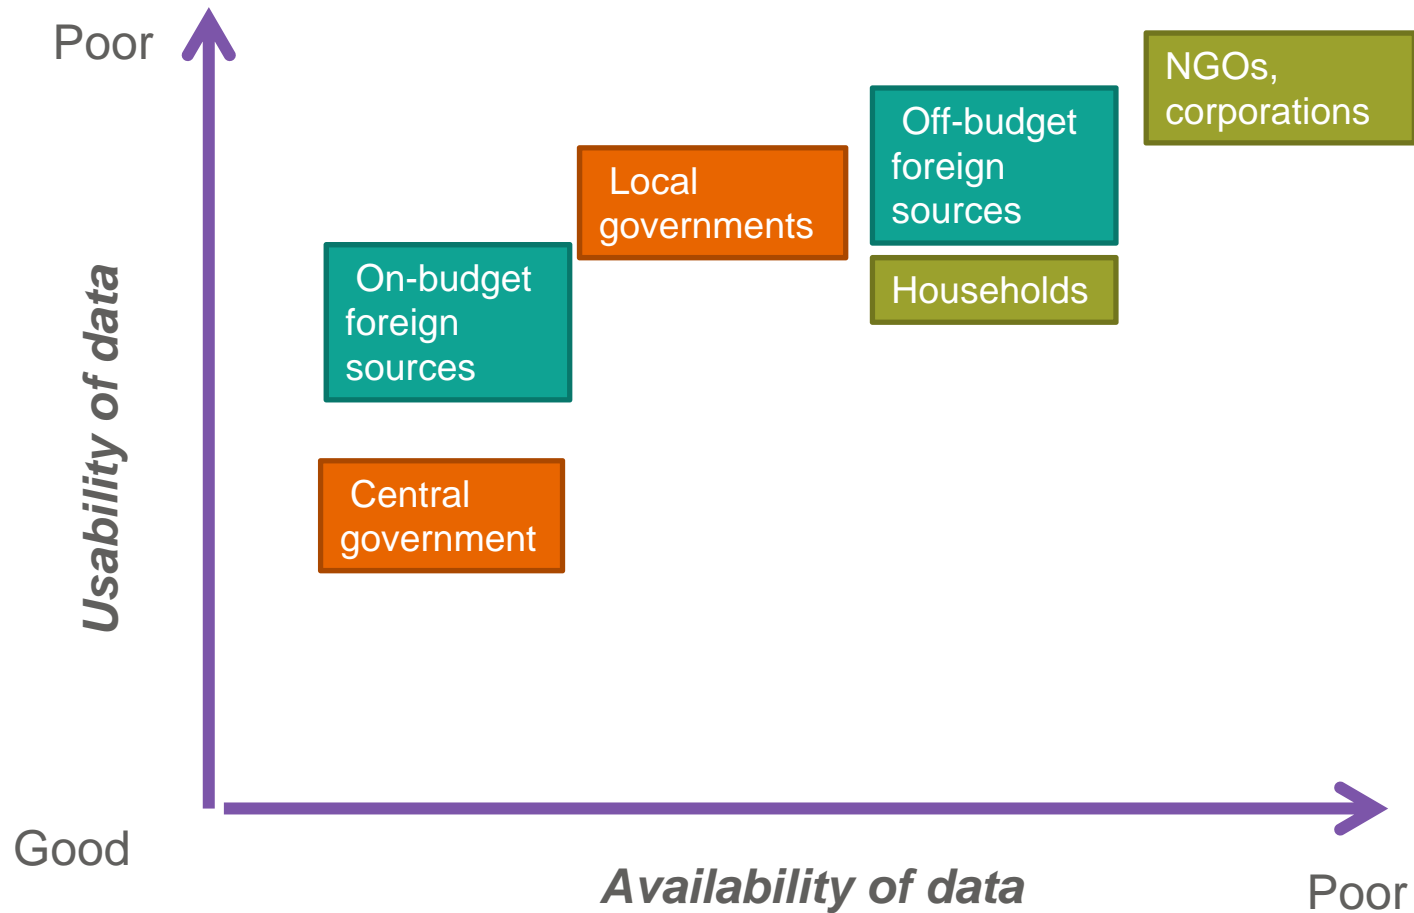 Poor
NGOs,
corporations
Off-budget
foreign
sources
Local
governments
On-budget
foreign
sources
Households
Central
government
Usability of data
Good
Availability of data
Poor